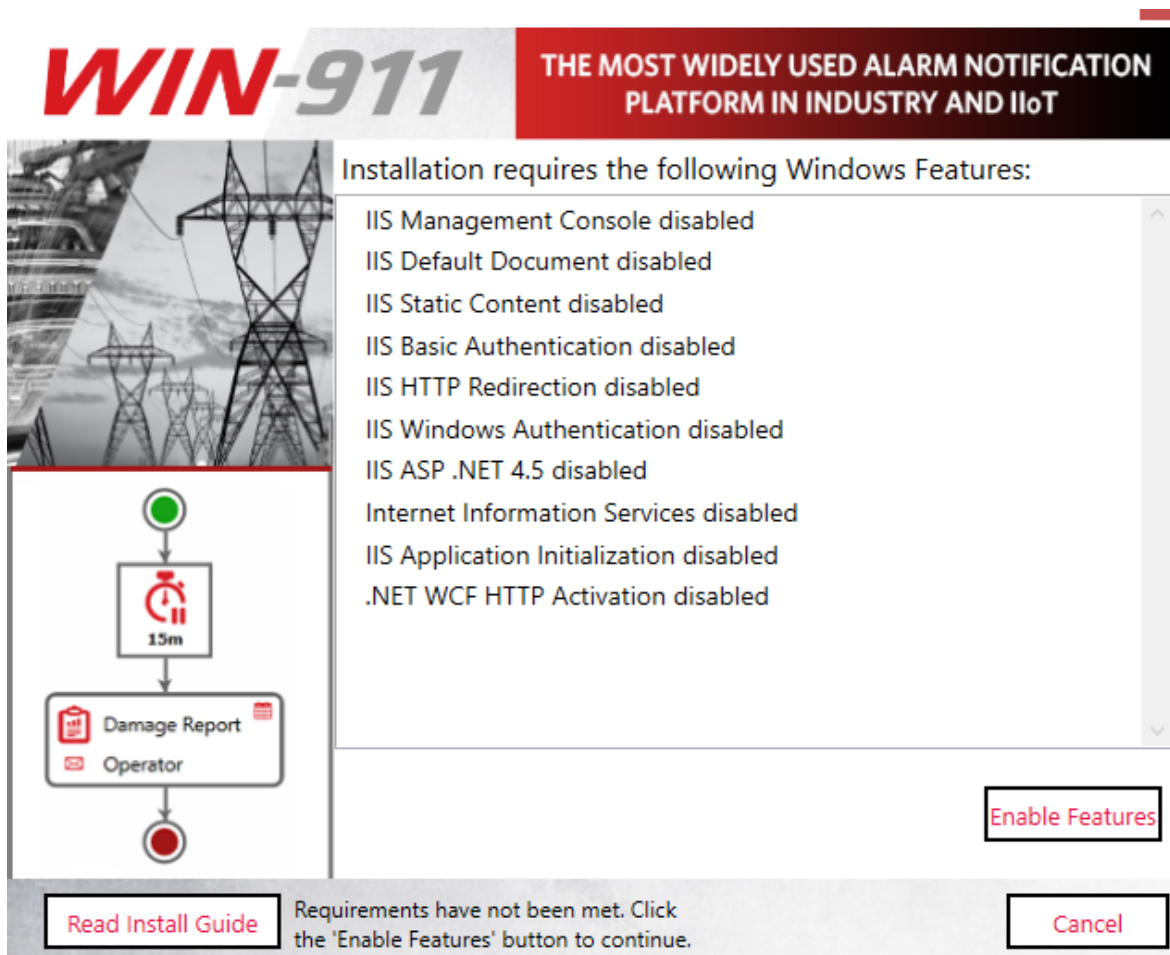 WIN-911
THE MOST WIDELY USED ALARM NOTIFICATION
PLATFORM IN INDUSTRY AND IIoT
Installation requires the following Windows Features:
IIS Management Console disabled
IIS Default Document disabled
IIS Static Content disabled
IIS Basic Authentication disabled
IIS HTTP Redirection disabled
IIS Windows Authentication disabled
IIS ASP .NET 4.5 disabled
Internet Information Services disabled
IIS Application Initialization disabled
.NET WCF HTTP Activation disabled
15m
Damage Report
Operator
Enable Features
Read Install Guide
Requirements have not been met. Click
the 'Enable Features' button to continue.
Cancel